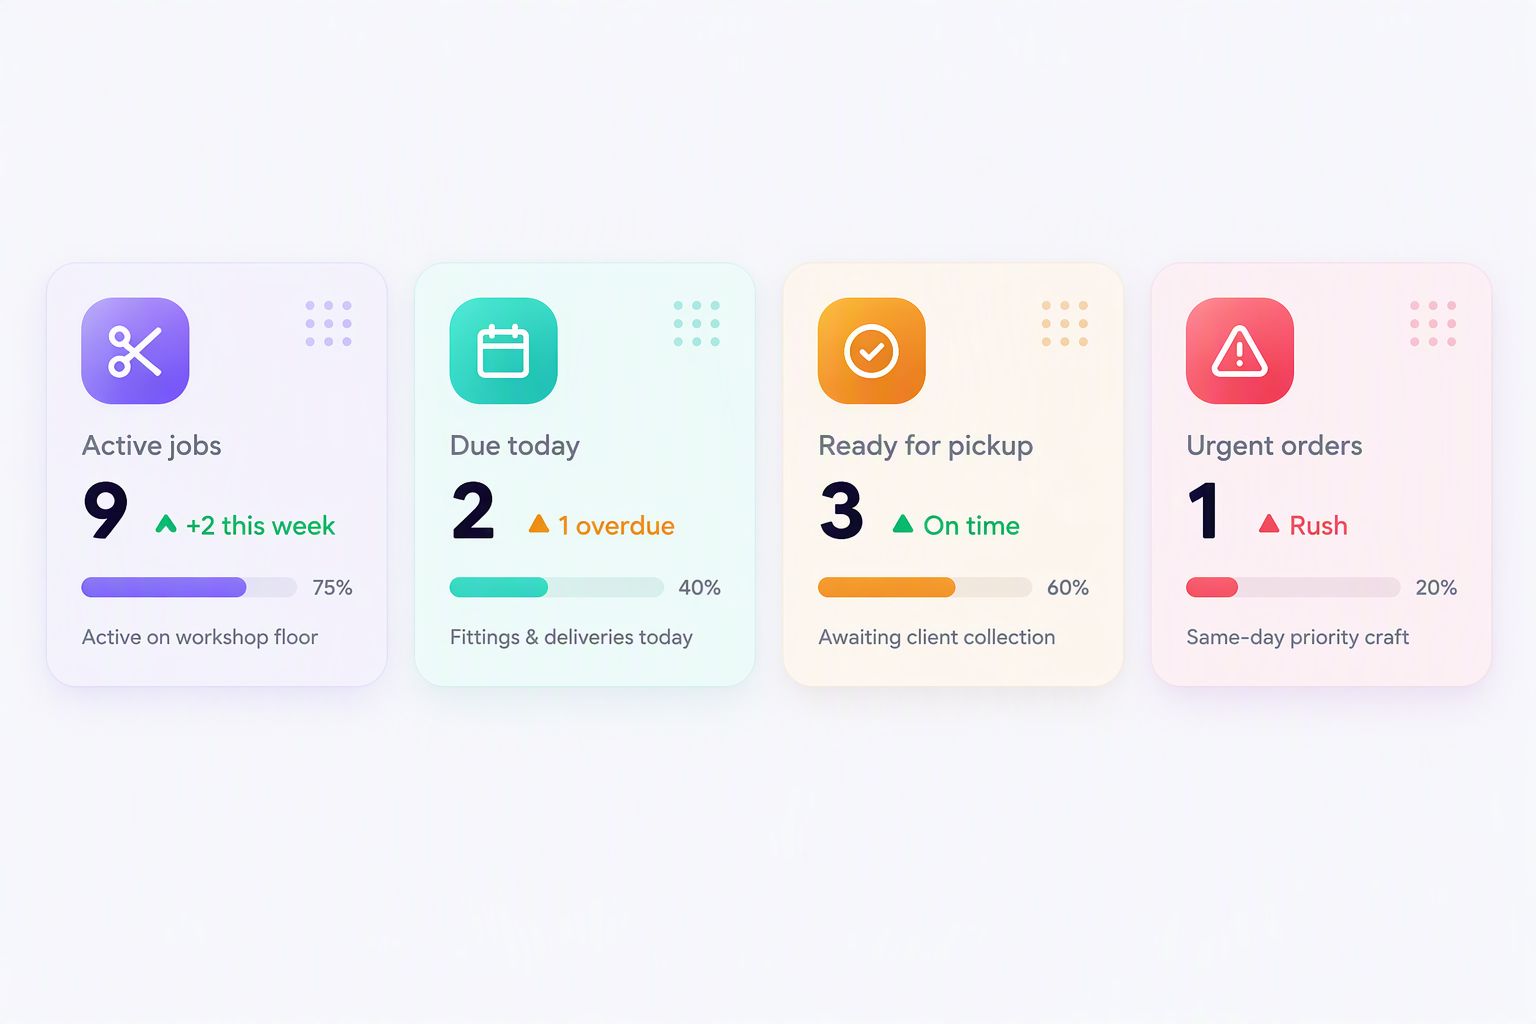 Active jobs
9 +2 this week
75%
Active on workshop floor
Due today
2 1 overdue
40%
Fittings & deliveries today
Ready for pickup
3 On time
60%
Awaiting client collection
Urgent orders
1 Rush
20%
Same-day priority craft